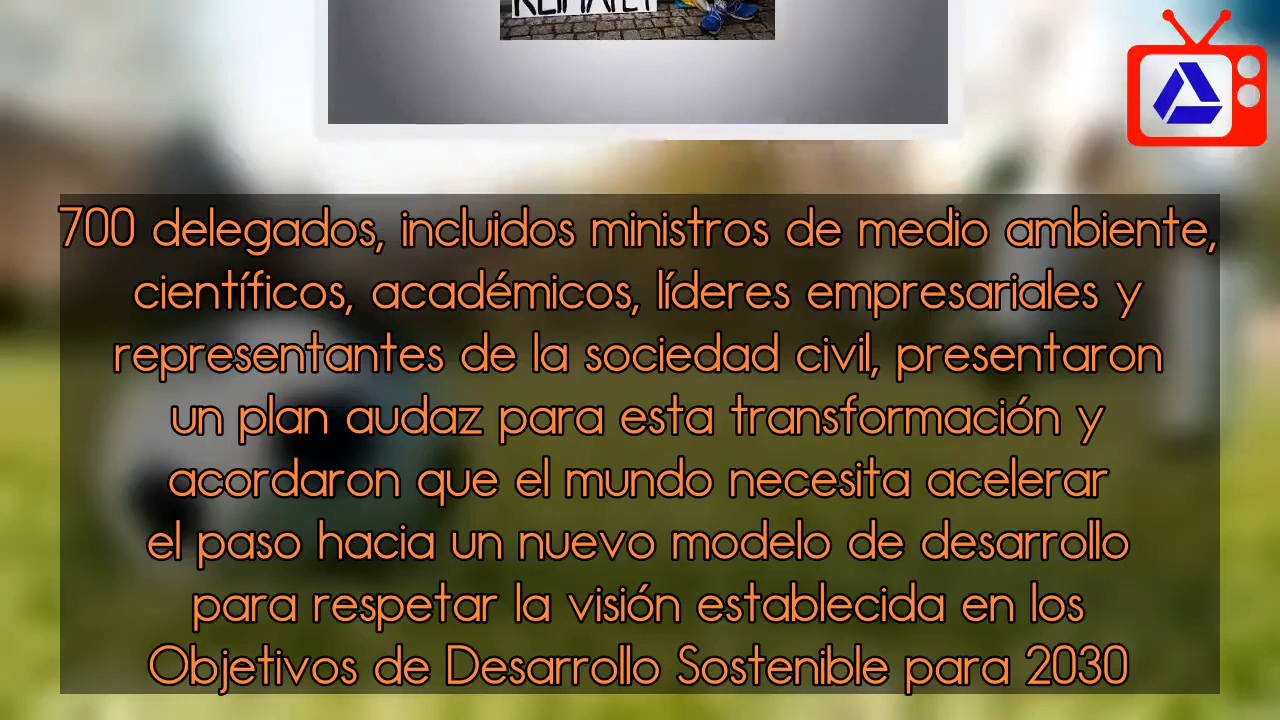 700 delegados, incluidos ministros de medio ambiente,
científicos, académicos, líderes empresariales y
representantes de la sociedad civil, presentaron
un plan audaz para esta transformación y
acordaron que el mundo necesita acelerar
el paso hacia un nuevo modelo de desarrollo
para respetar la visión establecida en los
Objetivos de Desarrollo Sostenible para 2030